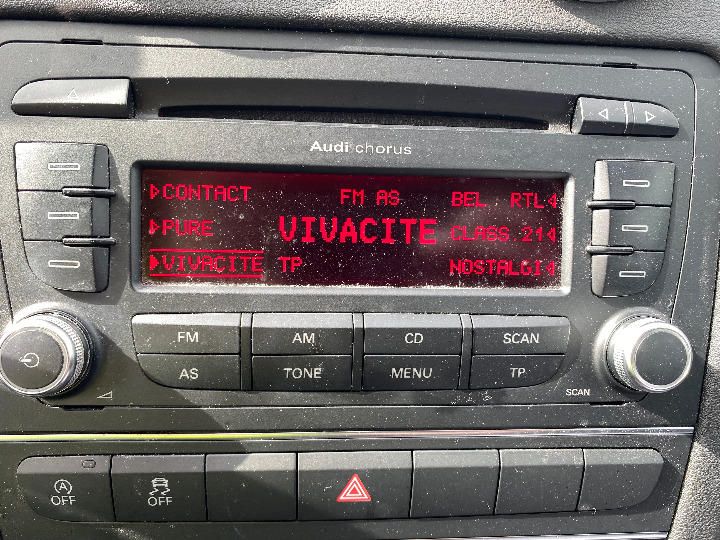 Audi chorus
CONTACT FM AS BEL RTL
PURE VIVACITE CLASS 21
VIVACITÉ TP NOSTALGI
FM AM CD SCAN
AS TONE MENU TP
SCAN
OFF OFF